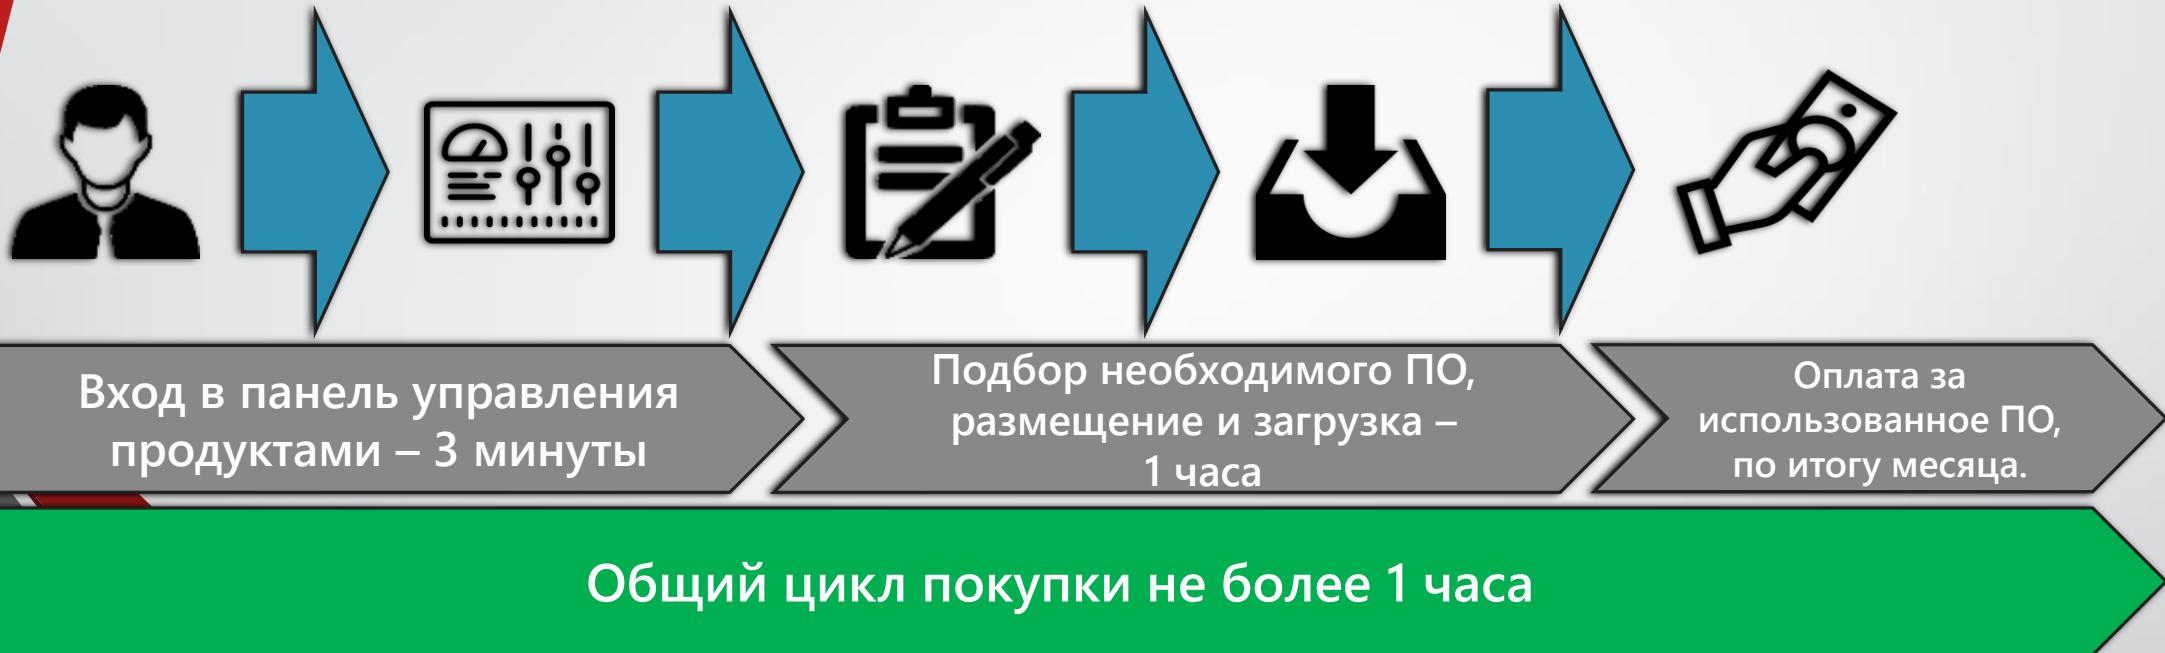 Вход в панель управления
продуктами – 3 минуты
Подбор необходимого ПО,
размещение и загрузка –
1 часа
Оплата за
использованное ПО,
по итогу месяца.
Общий цикл покупки не более 1 часа